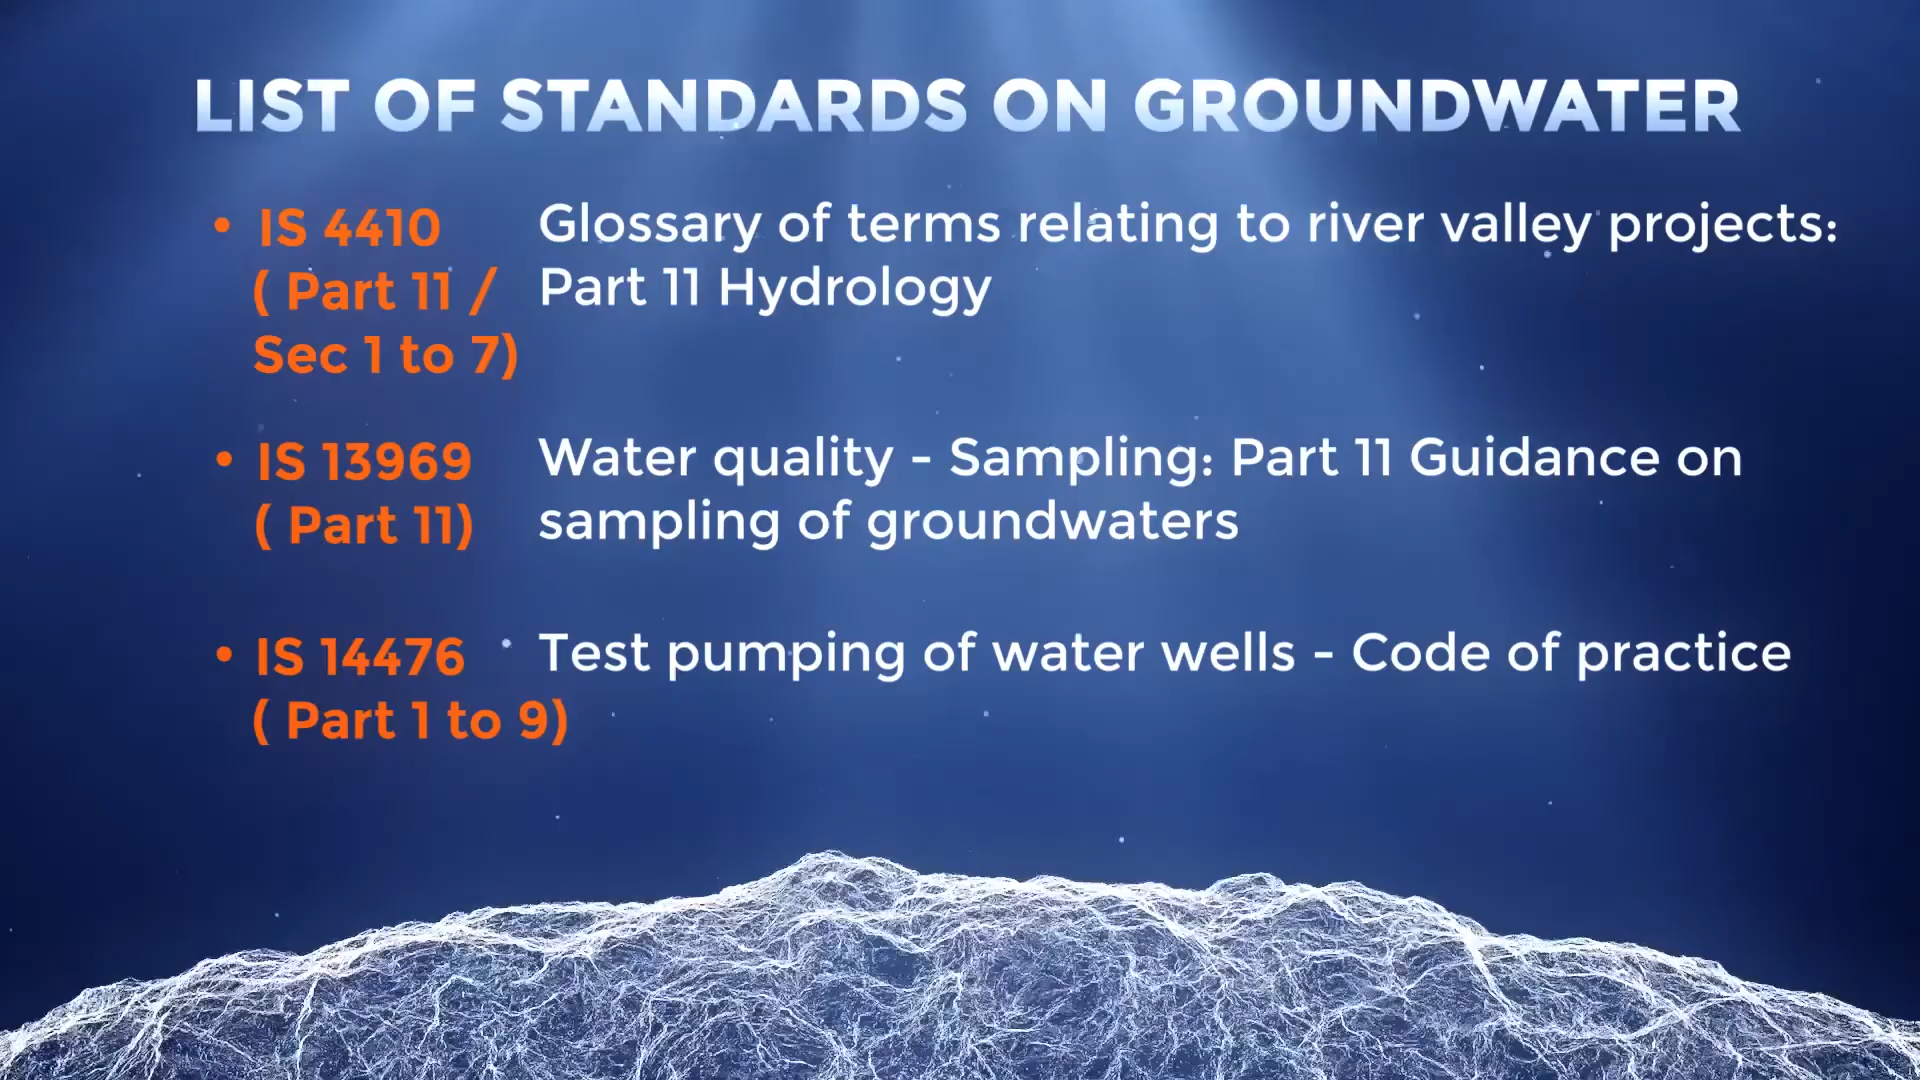 LIST OF STANDARDS ON GROUNDWATER
• IS 4410 Glossary of terms relating to river valley projects:
( Part 11 / Part 11 Hydrology
Sec 1 to 7)
• IS 13969 Water quality - Sampling: Part 11 Guidance on
( Part 11) sampling of groundwaters
• IS 14476 Test pumping of water wells - Code of practice
( Part 1 to 9)